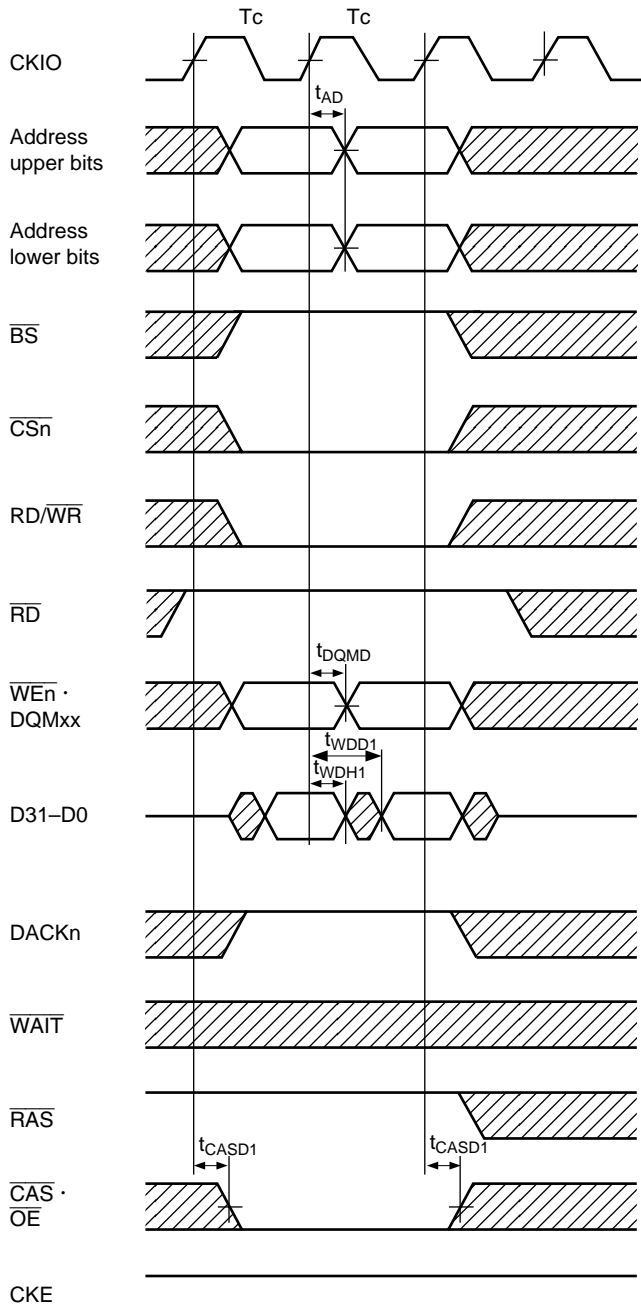 Tc Tc
CKIO
tAD
Address
upper bits
Address
lower bits
BS
CSn
RD/WR
RD
tDQMD
WEn ·
DQMxx
tWDD1
tWDH1
D31–D0
DACKn
WAIT
RAS
tCASD1 tCASD1
CAS ·
OE
CKE